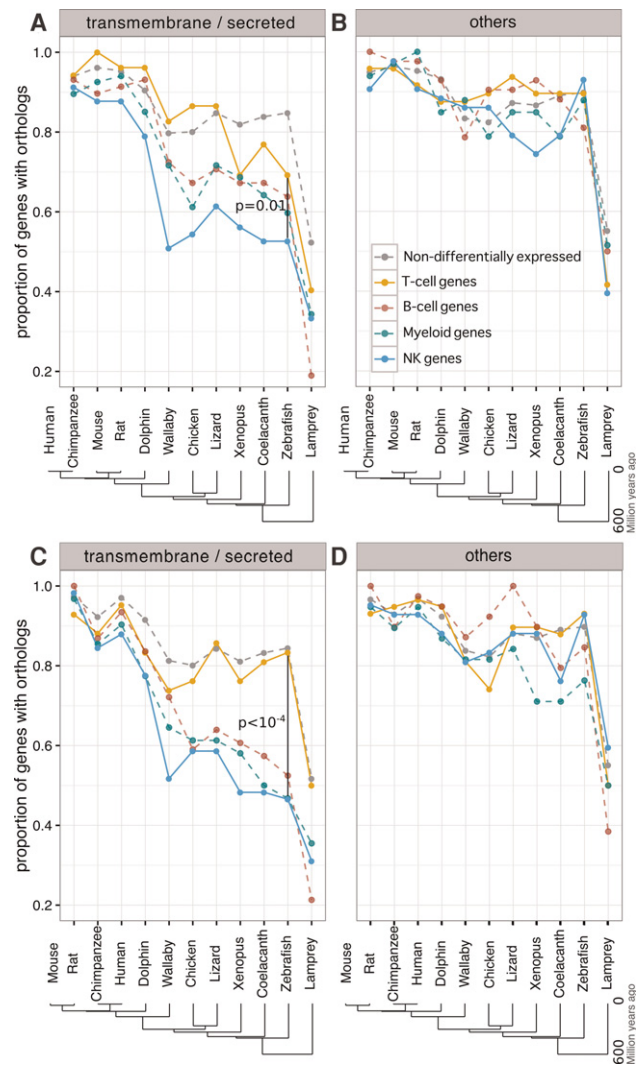 A
transmembrane / secreted
B
others
proportion of genes with orthologs
1.0
0.8
0.6
0.4
0.2
p=0.01
Non-differentially expressed
T-cell genes
B-cell genes
Myeloid genes
NK genes
Human
Chimpanzee
Mouse
Rat
Dolphin
Wallaby
Chicken
Lizard
Xenopus
Coelacanth
Zebrafish
Lamprey
Human
Chimpanzee
Mouse
Rat
Dolphin
Wallaby
Chicken
Lizard
Xenopus
Coelacanth
Zebrafish
Lamprey
0
600
Million years ago
C
transmembrane / secreted
D
others
proportion of genes with orthologs
1.0
0.8
0.6
0.4
0.2
p<10⁻⁴
Mouse
Rat
Chimpanzee
Human
Dolphin
Wallaby
Chicken
Lizard
Xenopus
Coelacanth
Zebrafish
Lamprey
Mouse
Rat
Chimpanzee
Human
Dolphin
Wallaby
Chicken
Lizard
Xenopus
Coelacanth
Zebrafish
Lamprey
0
600
Million years ago